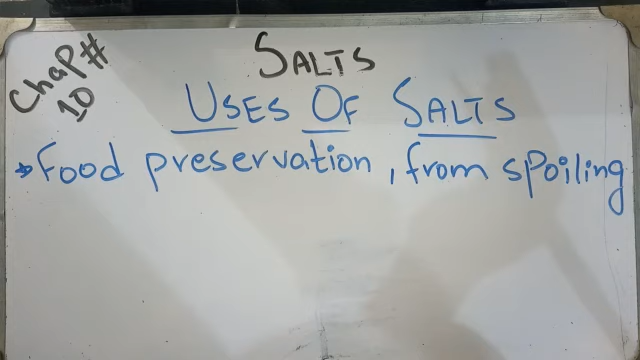 Chap#
10
SALTS
USES OF SALTS
→ Food preservation, from spoiling